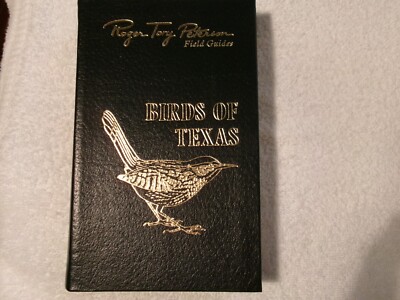 Roger Tory Peterson
Field Guides
BIRDS OF
TEXAS